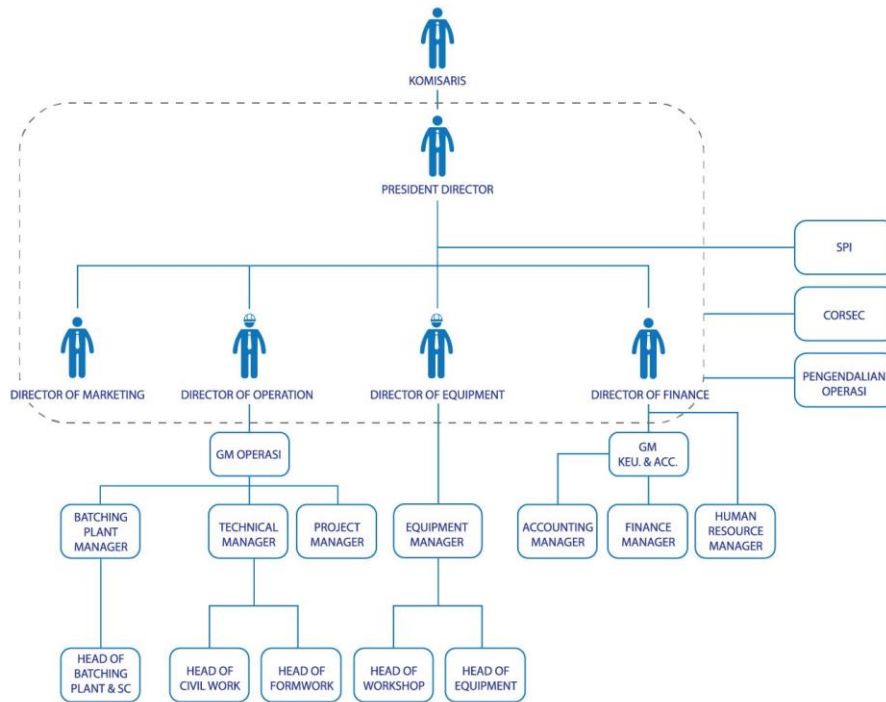 KOMISARIS
PRESIDENT DIRECTOR
SPI
CORSEC
PENGENDALIAN
OPERASI
DIRECTOR OF MARKETING
DIRECTOR OF OPERATION
DIRECTOR OF EQUIPMENT
DIRECTOR OF FINANCE
GM OPERASI
GM
KEU. & ACC.
BATCHING
PLANT
MANAGER
TECHNICAL
MANAGER
PROJECT
MANAGER
EQUIPMENT
MANAGER
ACCOUNTING
MANAGER
FINANCE
MANAGER
HUMAN
RESOURCE
MANAGER
HEAD OF
BATCHING
PLANT & SC
HEAD OF
CIVIL WORK
HEAD OF
FORMWORK
HEAD OF
WORKSHOP
HEAD OF
EQUIPMENT